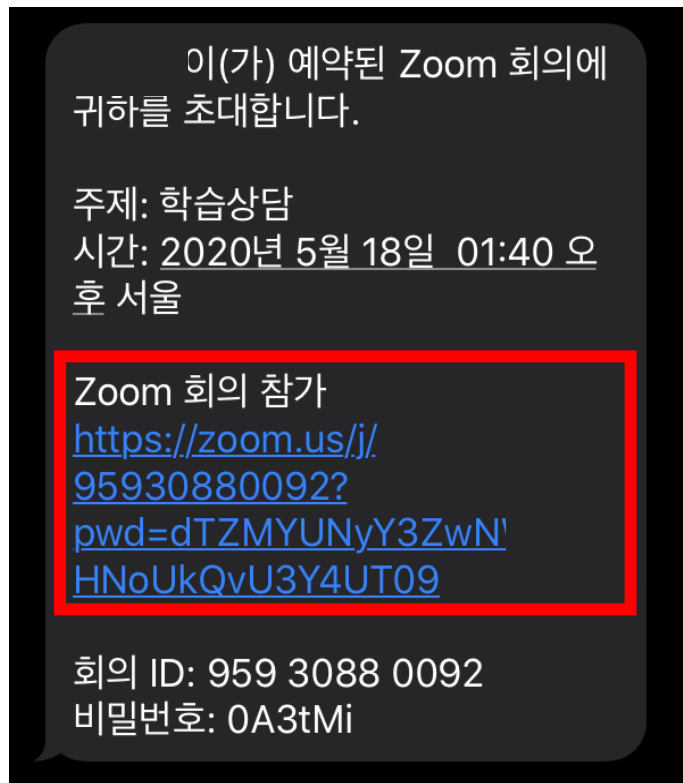 이(가) 예약된 Zoom 회의에
귀하를 초대합니다.
주제: 학습상담
시간: 2020년 5월 18일 01:40 오
후 서울
Zoom 회의 참가
https://zoom.us/j/
95930880092?
pwd=dTZMYUNyY3ZwN
HNoUkQvU3Y4UT09
회의 ID: 959 3088 0092
비밀번호: 0A3tMi